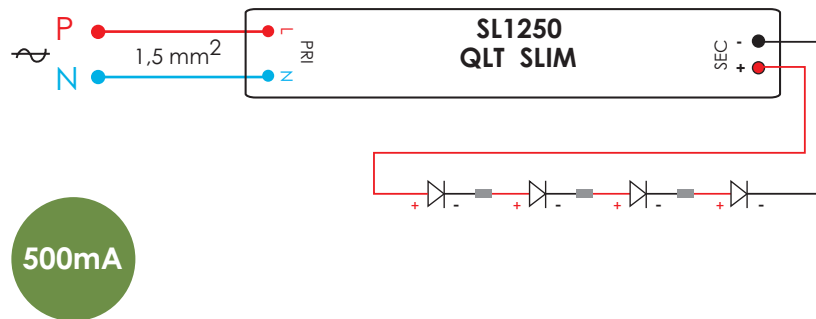 P
N
1,5 mm2
L
N
PRI
SL1250
QLT SLIM
SEC
-
+
+ - + - + - + -
500mA